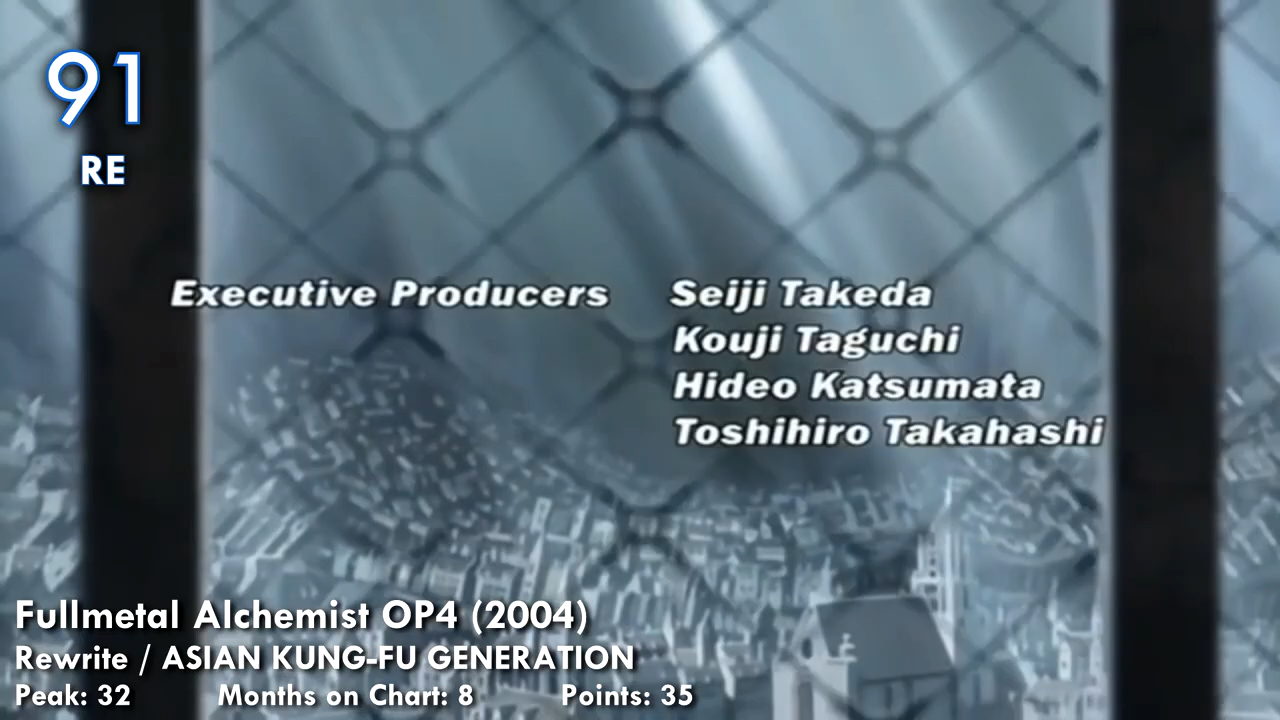 91
RE
Executive Producers Seiji Takeda
Kouji Taguchi
Hideo Katsumata
Toshihiro Takahashi
Fullmetal Alchemist OP4 (2004)
Rewrite / ASIAN KUNG-FU GENERATION
Peak: 32 Months on Chart: 8 Points: 35